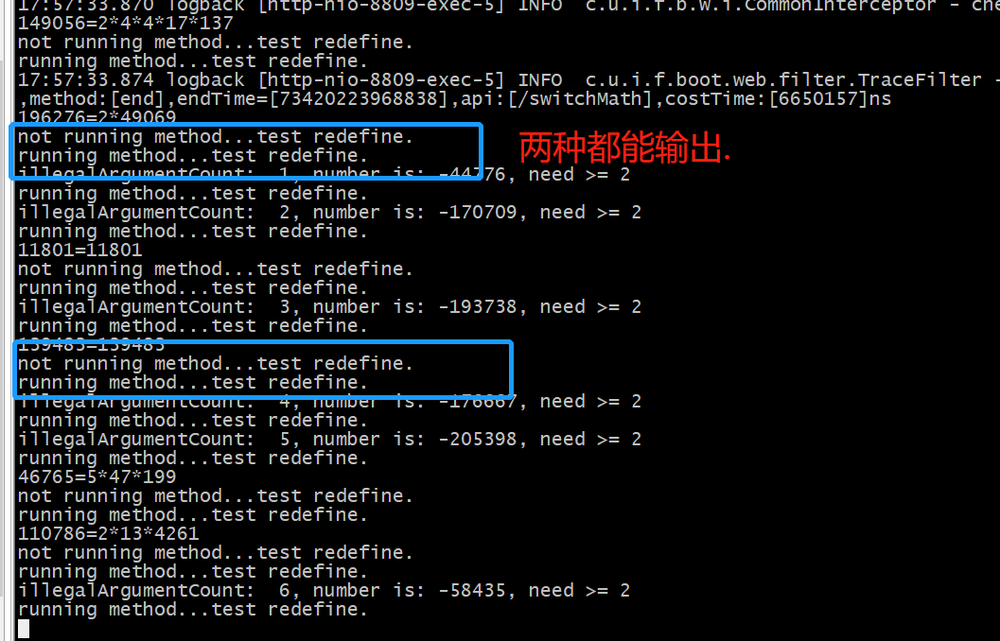 17:57:33.870 logback [http-nio-8809-exec-5] INFO  c.u.i.f.b.w.i.CommonInterceptor - che
149056=2*4*4*17*137
not running method...test redefine.
running method...test redefine.
17:57:33.874 logback [http-nio-8809-exec-5] INFO  c.u.i.f.boot.web.filter.TraceFilter -
,method:[end],endTime=[73420223968838],api:[/switchMath],costTime:[6650157]ns
196276=2*49069
not running method...test redefine.
两种都能输出.
running method...test redefine.
illegalArgumentCount:  1, number is: -44776, need >= 2
running method...test redefine.
illegalArgumentCount:  2, number is: -170709, need >= 2
running method...test redefine.
11801=11801
not running method...test redefine.
running method...test redefine.
illegalArgumentCount:  3, number is: -193738, need >= 2
running method...test redefine.
139483=139483
not running method...test redefine.
running method...test redefine.
illegalArgumentCount:  4, number is: -176667, need >= 2
running method...test redefine.
illegalArgumentCount:  5, number is: -205398, need >= 2
running method...test redefine.
46765=5*47*199
not running method...test redefine.
running method...test redefine.
110786=2*13*4261
not running method...test redefine.
running method...test redefine.
illegalArgumentCount:  6, number is: -58435, need >= 2
running method...test redefine.